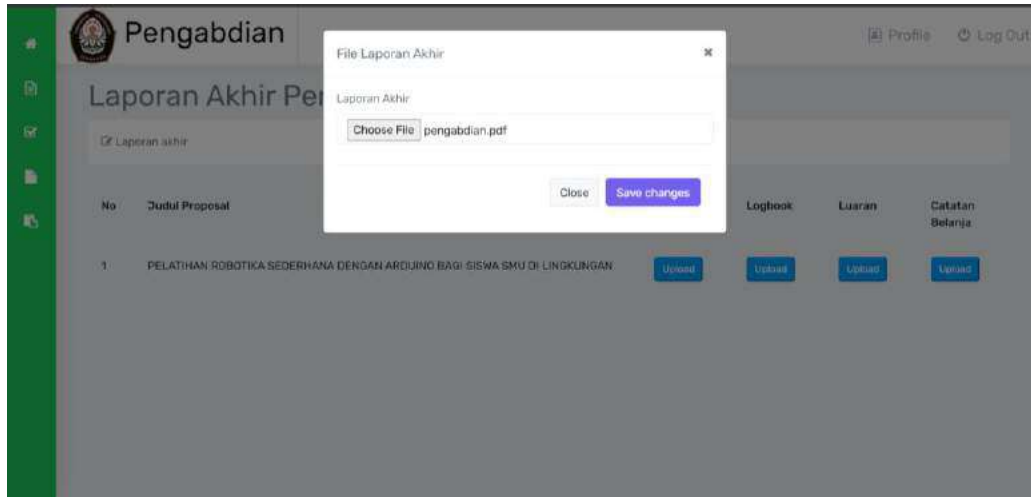 Pengabdian
Profile
Log Out
File Laporan Akhir
Laporan Akhir Per
Laporan Akhir
Choose File pengabdian.pdf
Laporan akhir
Close
Save changes
No
Judul Proposal
Logbook
Luaran
Catatan
Belanja
1
PELATIHAN ROBOTIKA SEDERHANA DENGAN ARDUINO BAGI SISWA SMU DI LINGKUNGAN
Upload
Upload
Upload
Upload